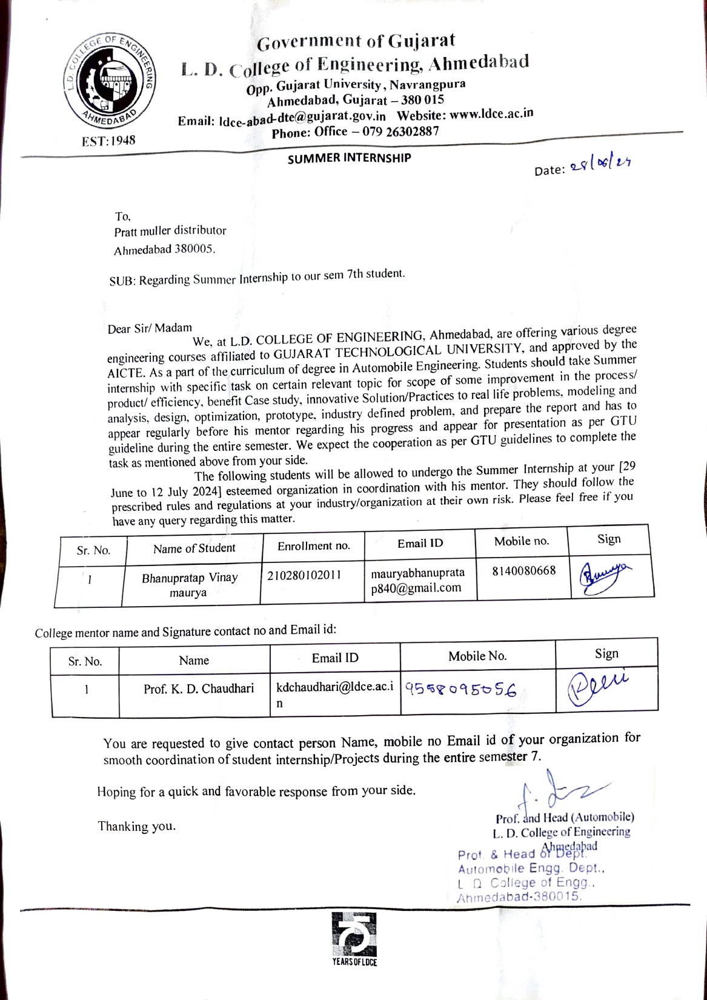 L.D. COLLEGE OF ENGINEERING
AHMEDABAD
EST:1948
Government of Gujarat
L. D. College of Engineering, Ahmedabad
Opp. Gujarat University, Navrangpura
Ahmedabad, Gujarat – 380 015
Email: ldce-abad-dte@gujarat.gov.in Website: www.ldce.ac.in
Phone: Office – 079 26302887
SUMMER INTERNSHIP
Date: 28/06/24
To,
Pratt muller distributor
Ahmedabad 380005.
SUB: Regarding Summer Internship to our sem 7th student.
Dear Sir/ Madam
We, at L.D. COLLEGE OF ENGINEERING, Ahmedabad, are offering various degree
engineering courses affiliated to GUJARAT TECHNOLOGICAL UNIVERSITY, and approved by the
AICTE. As a part of the curriculum of degree in Automobile Engineering. Students should take Summer
internship with specific task on certain relevant topic for scope of some improvement in the process/
product/ efficiency, benefit Case study, innovative Solution/Practices to real life problems, modeling and
analysis, design, optimization, prototype, industry defined problem, and prepare the report and has to
appear regularly before his mentor regarding his progress and appear for presentation as per GTU
guideline during the entire semester. We expect the cooperation as per GTU guidelines to complete the
task as mentioned above from your side.
The following students will be allowed to undergo the Summer Internship at your [29
June to 12 July 2024] esteemed organization in coordination with his mentor. They should follow the
prescribed rules and regulations at your industry/organization at their own risk. Please feel free if you
have any query regarding this matter.
Sr. No. Name of Student Enrollment no. Email ID Mobile no. Sign
1 Bhanupratap Vinay 210280102011 mauryabhanuprata 8140080668
maurya p840@gmail.com
College mentor name and Signature contact no and Email id:
Sr. No. Name Email ID Mobile No. Sign
1 Prof. K. D. Chaudhari kdchaudhari@ldce.ac.i 9558095056
n
You are requested to give contact person Name, mobile no Email id of your organization for
smooth coordination of student internship/Projects during the entire semester 7.
Hoping for a quick and favorable response from your side.
Thanking you.
Prof. and Head (Automobile)
L. D. College of Engineering
Ahmedabad
Prof. & Head of Dept.
Automobile Engg. Dept.,
L D College of Engg.,
Ahmedabad-380015.
75
YEARS OF LDCE